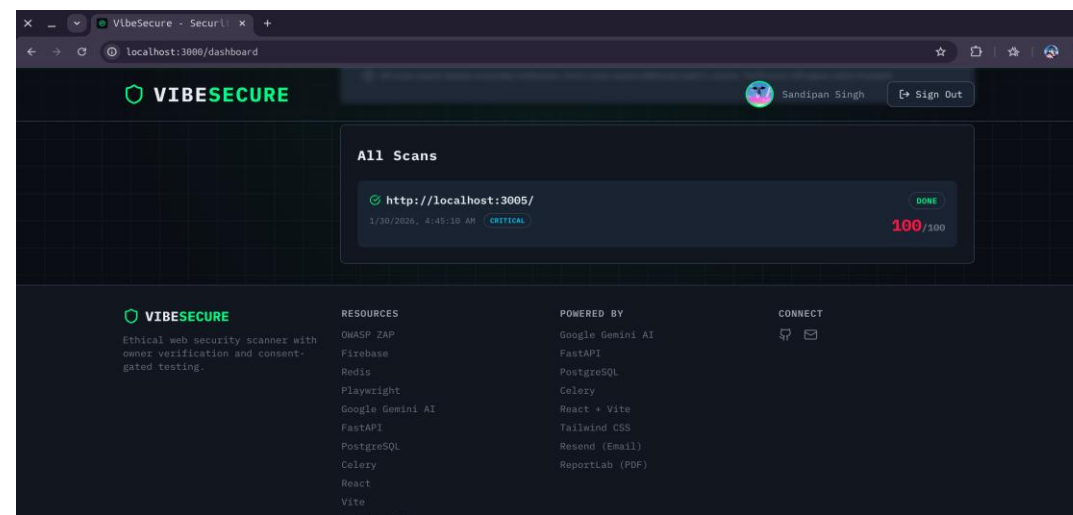 VibeSecure - Securit
localhost:3000/dashboard
VIBESECURE
Sandipan Singh
Sign Out
All Scans
http://localhost:3005/
DONE
1/30/2026, 4:45:10 AM CRITICAL
100/100
VIBESECURE
Ethical web security scanner with
owner verification and consent-
gated testing.
RESOURCES
OWASP ZAP
Firebase
Redis
Playwright
Google Gemini AI
FastAPI
PostgreSQL
Celery
React
Vite
POWERED BY
Google Gemini AI
FastAPI
PostgreSQL
Celery
React + Vite
Tailwind CSS
Resend (Email)
ReportLab (PDF)
CONNECT